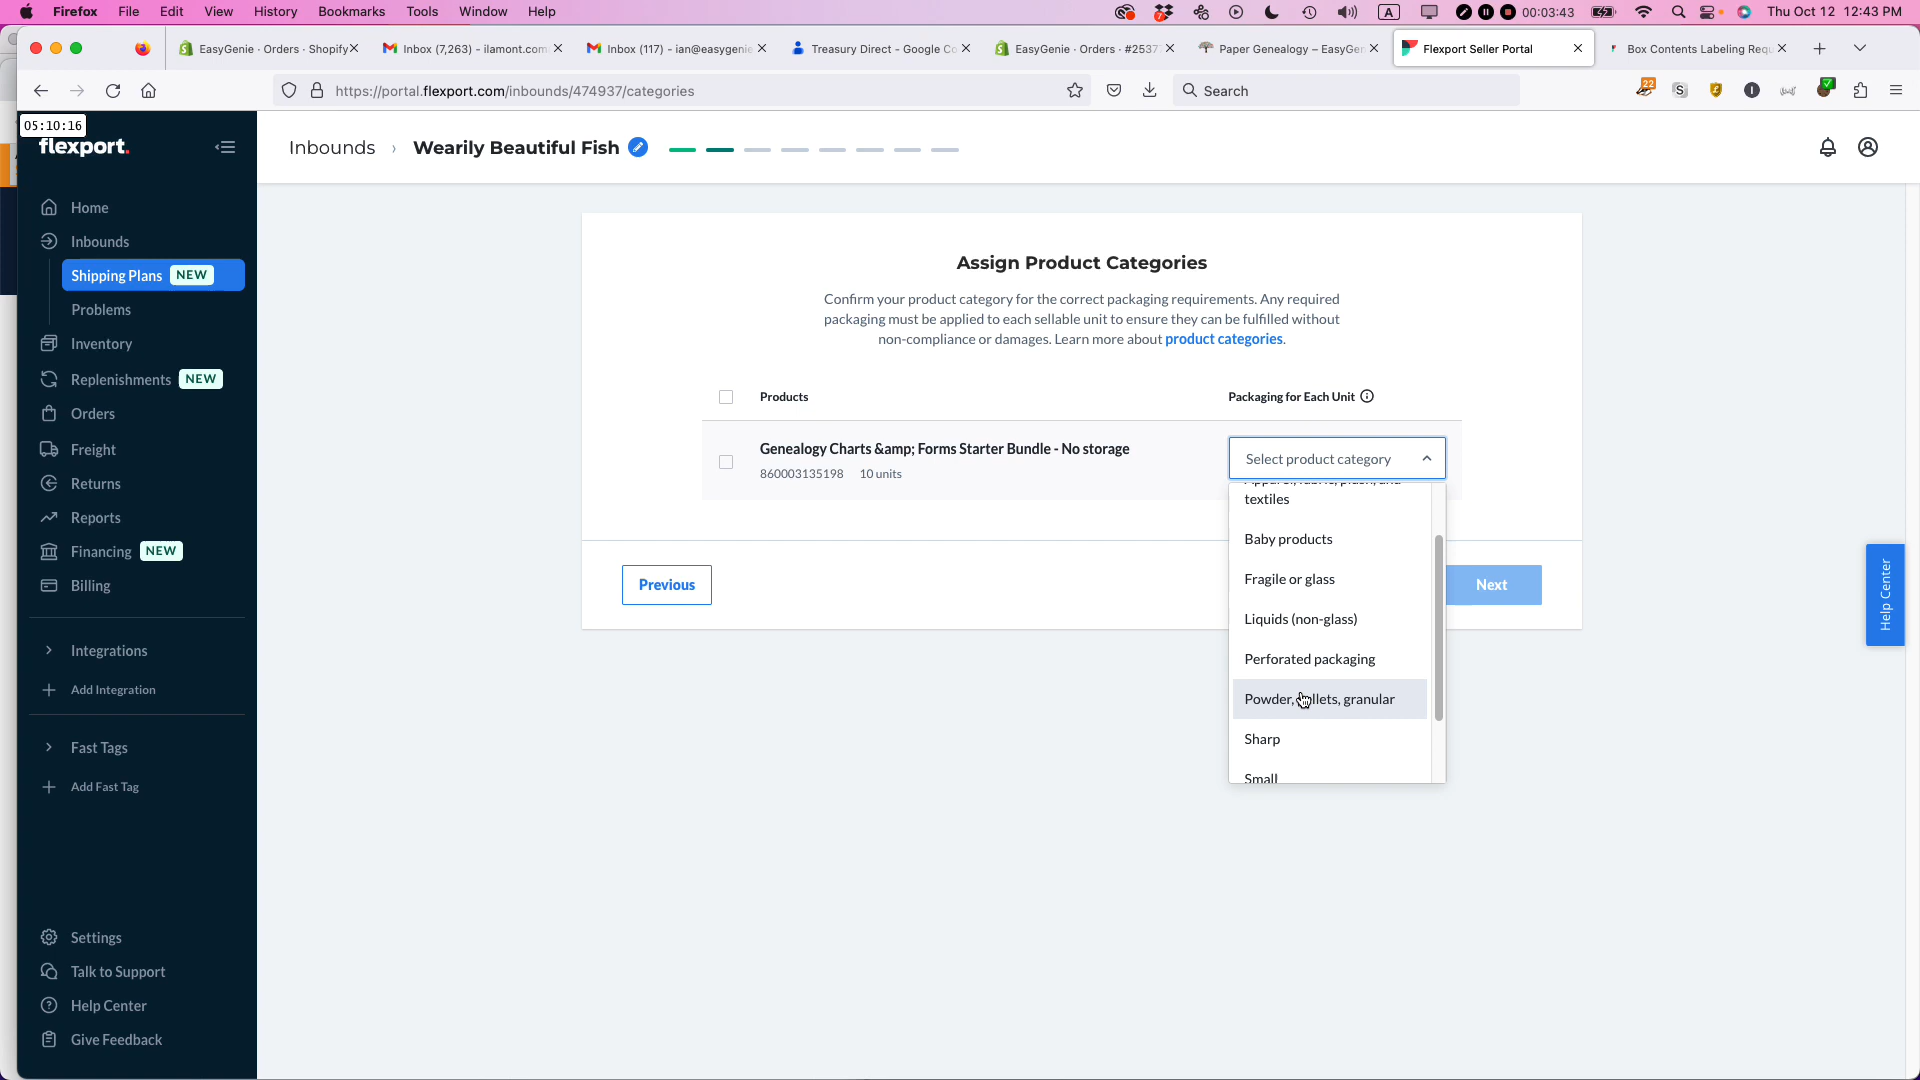 Firefox File Edit View History Bookmarks Tools Window Help
7 A 00:03:43 Thu Oct 12 12:43 PM
EasyGenie · Orders · Shopify
Inbox (7,263) - ilamont.com
Inbox (117) - ian@easygenie
Treasury Direct - Google Co
EasyGenie · Orders · #2537
Paper Genealogy – EasyGen
Flexport Seller Portal
Box Contents Labeling Requ
https://portal.flexport.com/inbounds/474937/categories
Search
22
05:10:16
flexport.
Inbounds › Wearily Beautiful Fish
Home
Inbounds
Shipping Plans NEW
Problems
Inventory
Replenishments NEW
Orders
Freight
Returns
Reports
Financing NEW
Billing
Integrations
Add Integration
Fast Tags
Add Fast Tag
Settings
Talk to Support
Help Center
Give Feedback
Assign Product Categories
Confirm your product category for the correct packaging requirements. Any required
packaging must be applied to each sellable unit to ensure they can be fulfilled without
non-compliance or damages. Learn more about product categories.
Products Packaging for Each Unit
Genealogy Charts &amp; Forms Starter Bundle - No storage
860003135198 10 units
Select product category
Apparel, fabric, plush, and
textiles
Baby products
Fragile or glass
Liquids (non-glass)
Perforated packaging
Powder, pellets, granular
Sharp
Small
Previous
Next
Help Center